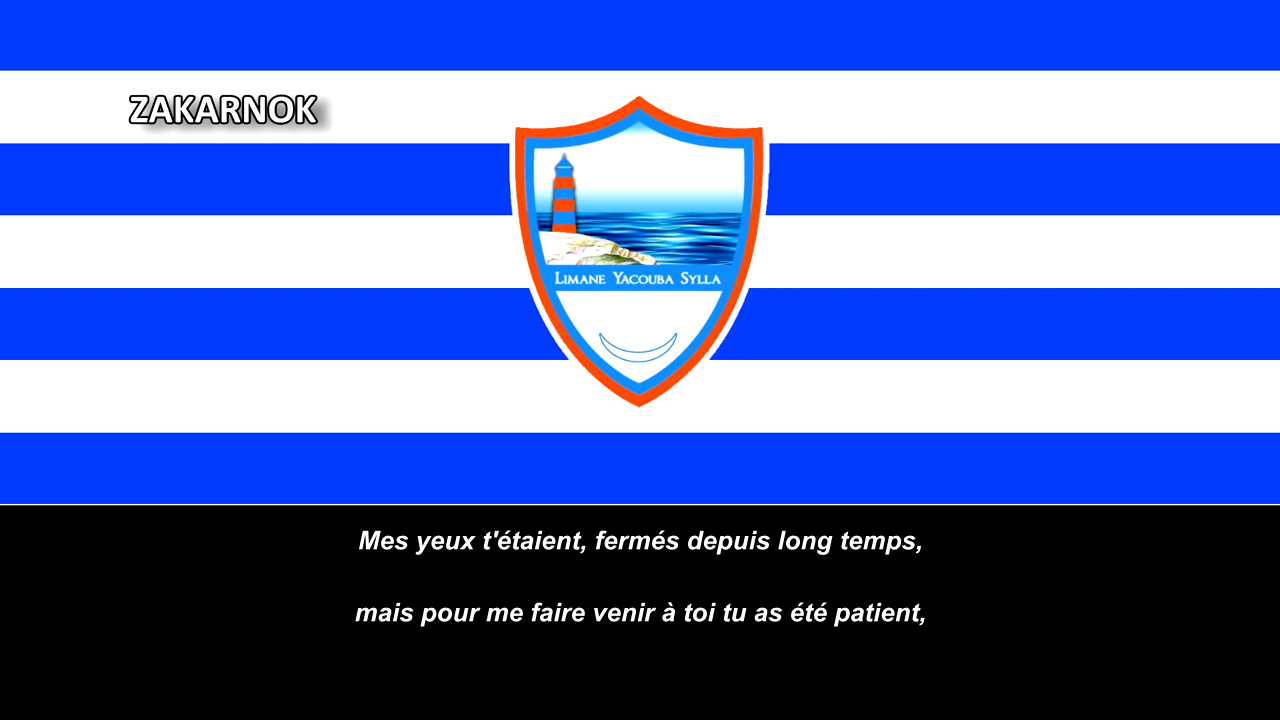 ZAKARNOK
Limane Yacouba Sylla
Mes yeux t'étaient, fermés depuis long temps,
mais pour me faire venir à toi tu as été patient,